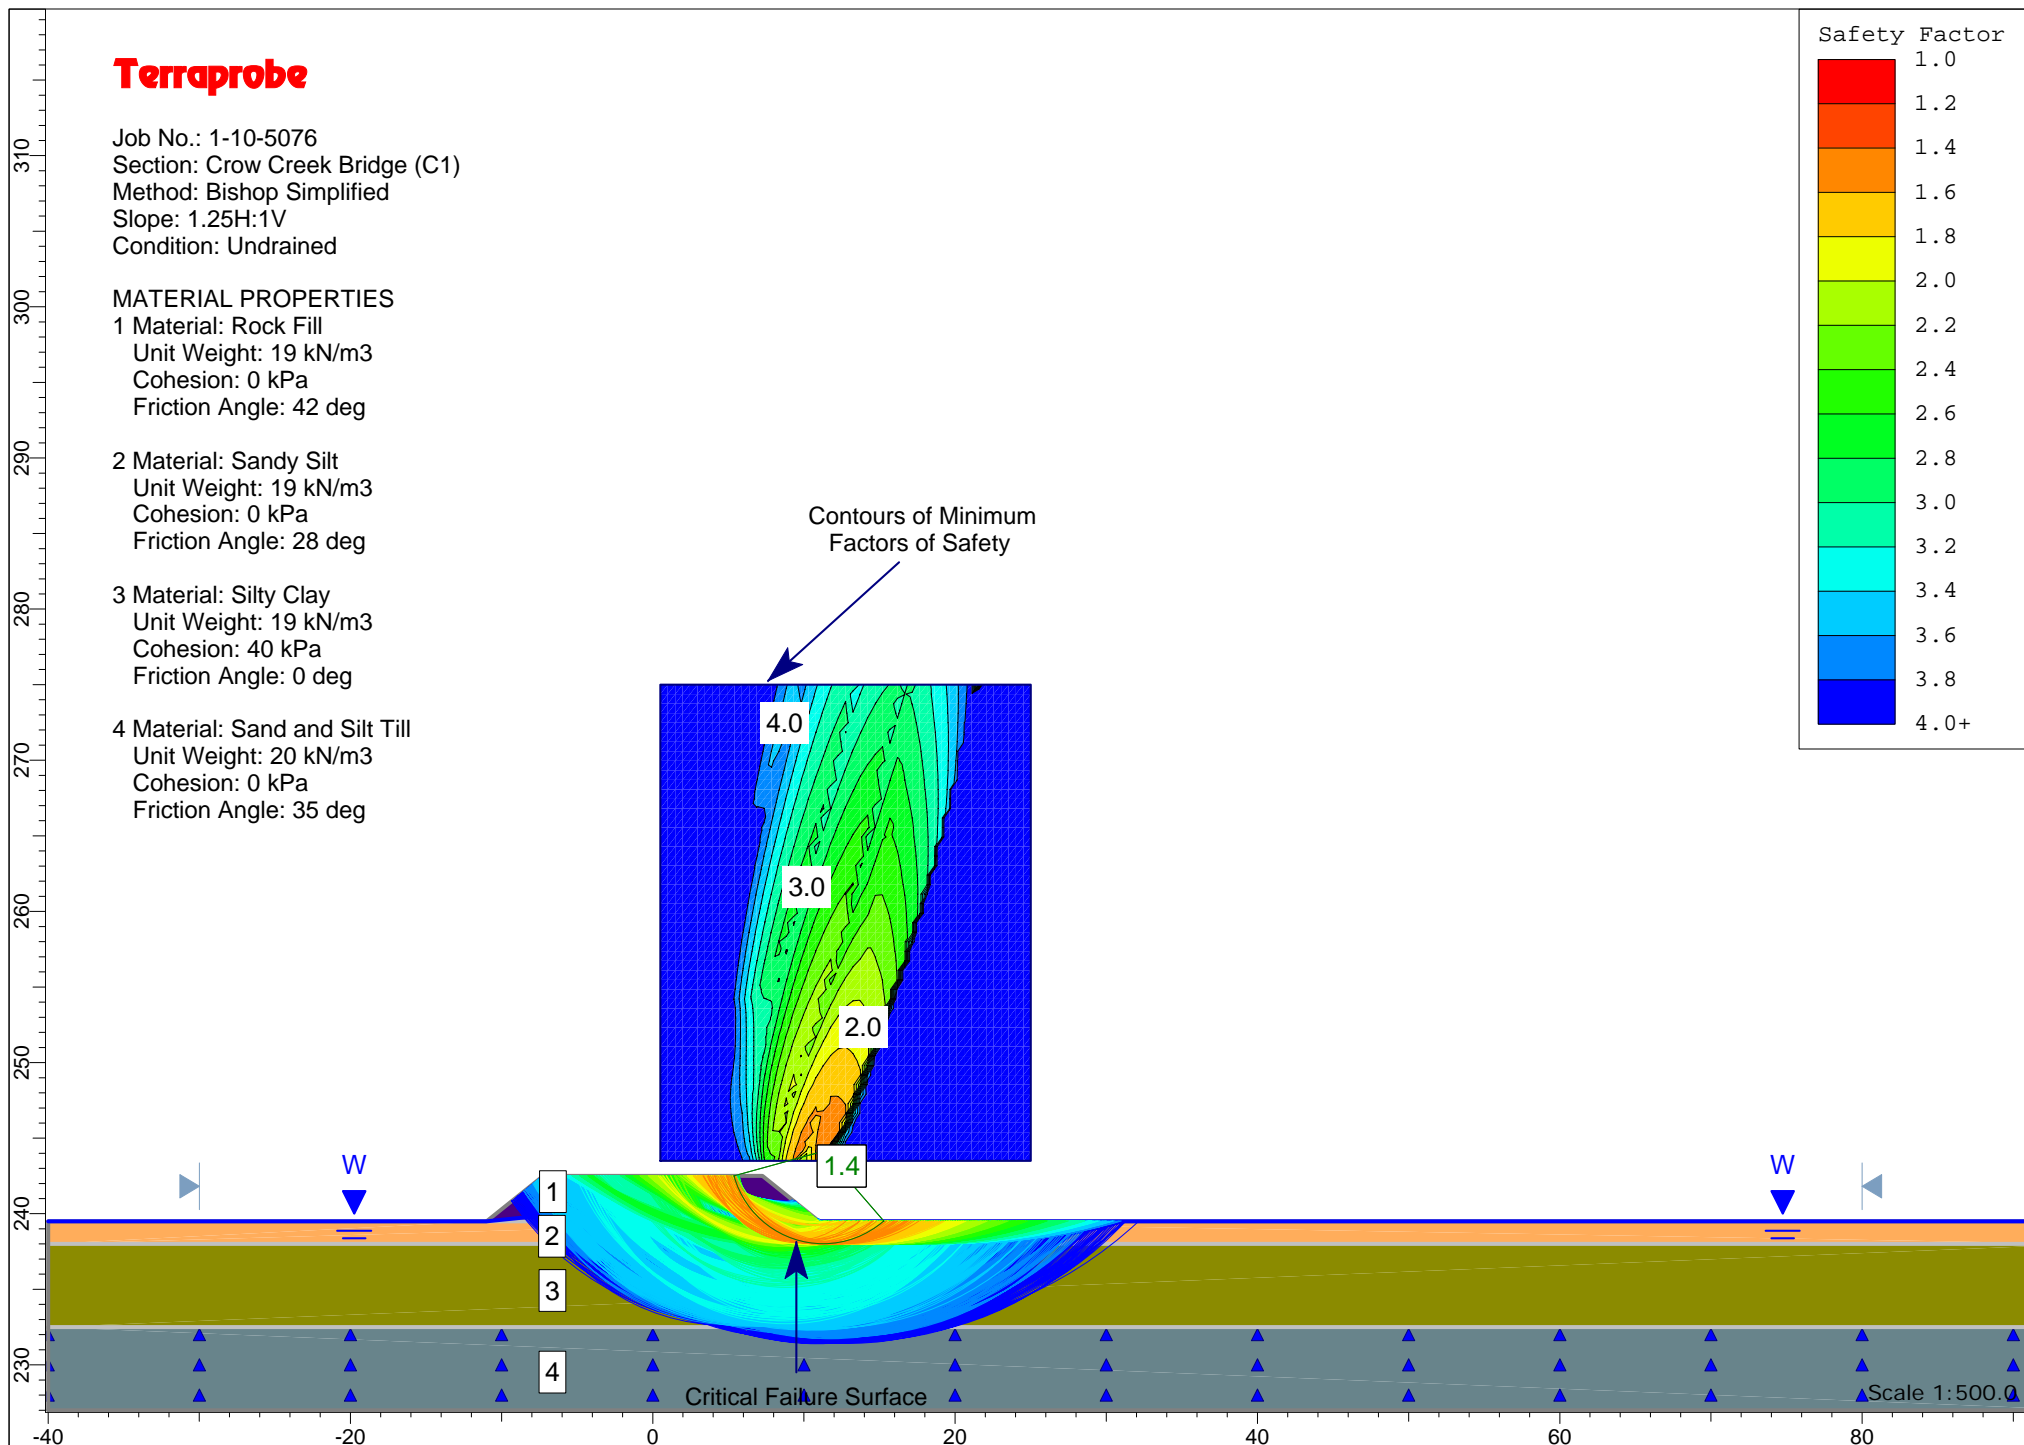 Terraprobe
Job No.: 1-10-5076
Section: Crow Creek Bridge (C1)
Method: Bishop Simplified
Slope: 1.25H:1V
Condition: Undrained
MATERIAL PROPERTIES
1 Material: Rock Fill
Unit Weight: 19 kN/m3
Cohesion: 0 kPa
Friction Angle: 42 deg
2 Material: Sandy Silt
Unit Weight: 19 kN/m3
Cohesion: 0 kPa
Friction Angle: 28 deg
3 Material: Silty Clay
Unit Weight: 19 kN/m3
Cohesion: 40 kPa
Friction Angle: 0 deg
4 Material: Sand and Silt Till
Unit Weight: 20 kN/m3
Cohesion: 0 kPa
Friction Angle: 35 deg
Safety Factor
1.0
1.2
1.4
1.6
1.8
2.0
2.2
2.4
2.6
2.8
3.0
3.2
3.4
3.6
3.8
4.0+
Contours of Minimum
Factors of Safety
4.0
3.0
2.0
1.4
W
W
1
2
3
4
Critical Failure Surface
Scale 1:500.0
310
300
290
280
270
260
250
240
230
-40
-20
0
20
40
60
80